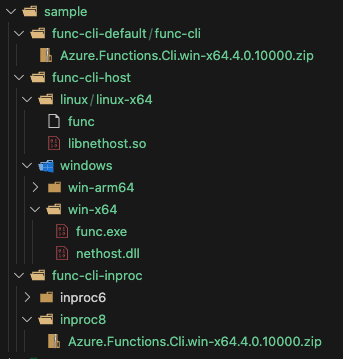 sample
func-cli-default/func-cli
Azure.Functions.Cli.win-x64.4.0.10000.zip
func-cli-host
linux/linux-x64
func
libnethost.so
windows
win-arm64
win-x64
func.exe
nethost.dll
func-cli-inproc
inproc6
inproc8
Azure.Functions.Cli.win-x64.4.0.10000.zip